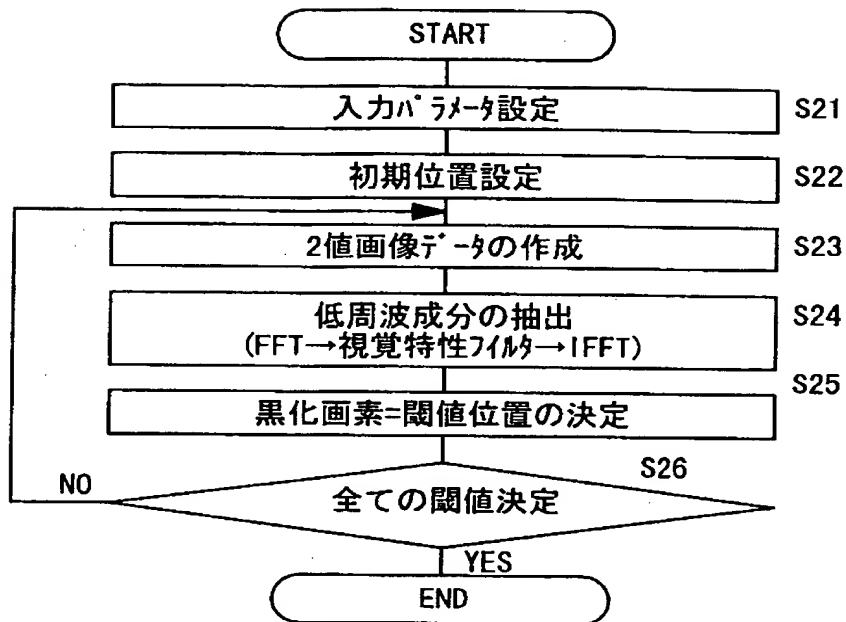 START
入力パラメータ設定 S21
初期位置設定 S22
2値画像データの作成 S23
低周波成分の抽出 S24
(FFT→視覚特性フィルタ→IFFT)
S25
黒化画素=閾値位置の決定
S26
NO 全ての閾値決定
YES
END